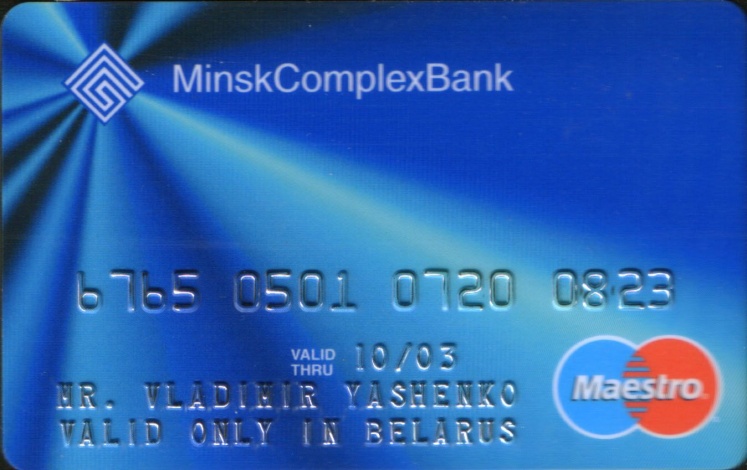 MinskComplexBank
6765 0501 0720 0823
VALID THRU 10/03
MR. VLADIMIR YASHENKO
VALID ONLY IN BELARUS
Maestro